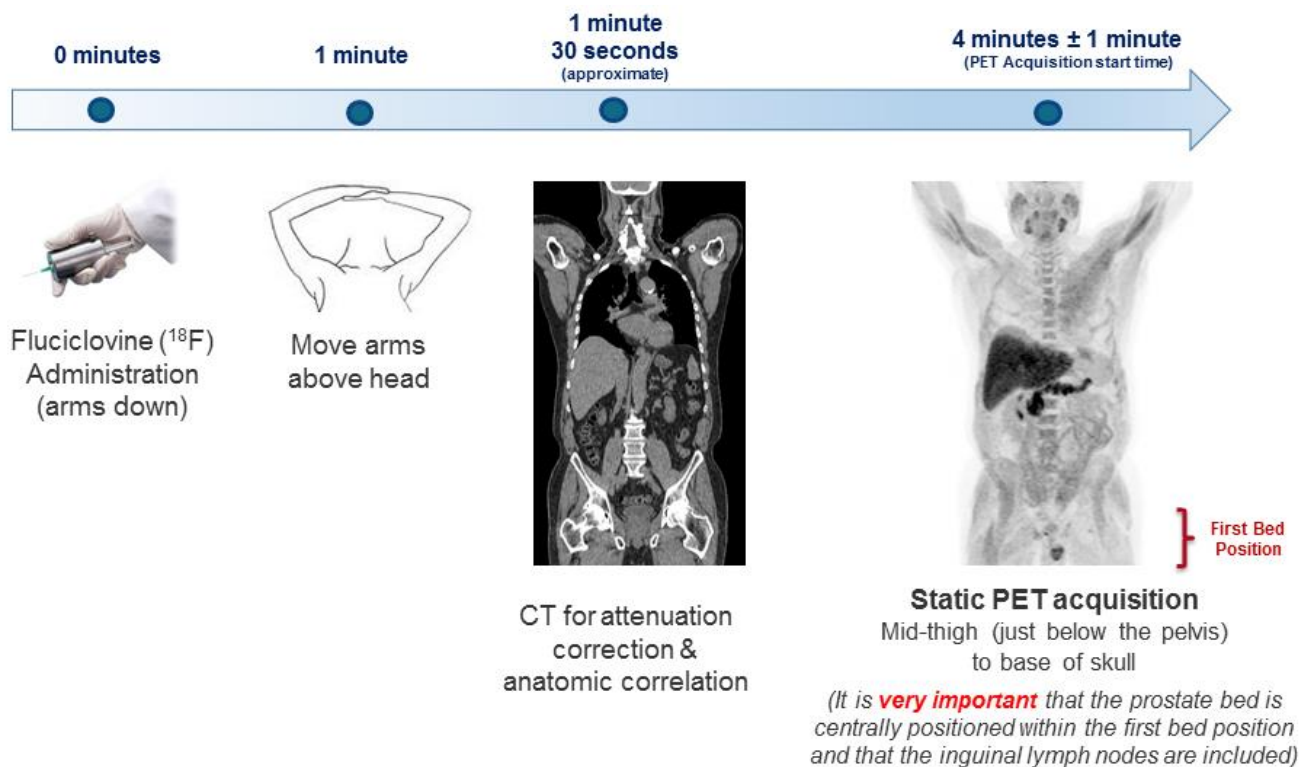 0 minutes
1 minute
1 minute
30 seconds
(approximate)
4 minutes ± 1 minute
(PET Acquisition start time)
Fluciclovine (¹⁸F)
Administration
(arms down)
Move arms
above head
CT for attenuation
correction &
anatomic correlation
First Bed
Position
Static PET acquisition
Mid-thigh (just below the pelvis)
to base of skull
(It is very important that the prostate bed is
centrally positioned within the first bed position
and that the inguinal lymph nodes are included)